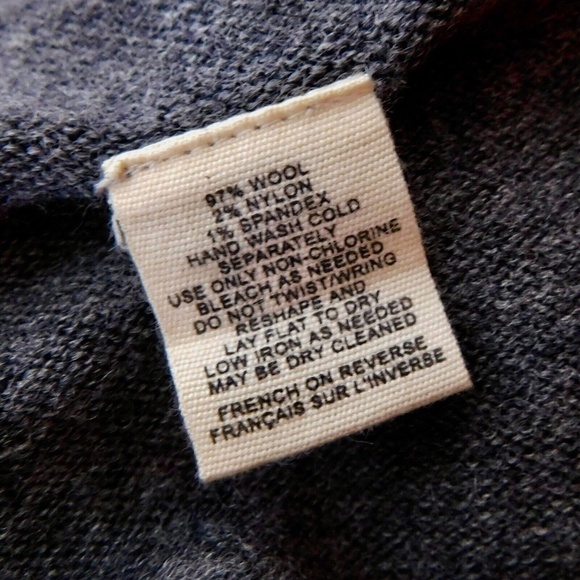 97% WOOL
2% NYLON
1% SPANDEX
HAND WASH COLD
SEPARATELY
USE ONLY NON-CHLORINE
BLEACH AS NEEDED
DO NOT TWIST/WRING
RESHAPE AND
LAY FLAT TO DRY
LOW IRON AS NEEDED
MAY BE DRY CLEANED
FRENCH ON REVERSE
FRANÇAIS SUR L'INVERSE